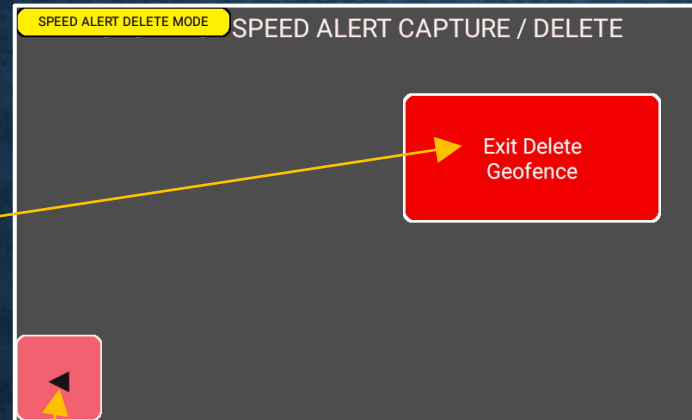 SPEED ALERT DELETE MODE
SPEED ALERT CAPTURE / DELETE
Exit Delete
Geofence